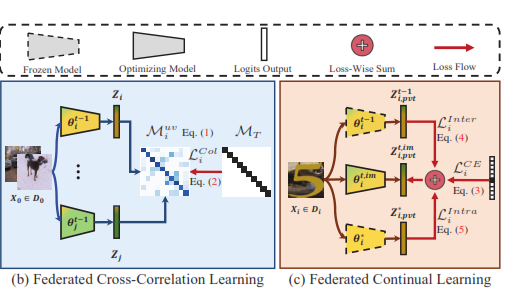 Frozen Model
Optimizing Model
Logits Output
Loss-Wise Sum
Loss Flow
Z_i
θ_i^{t-1}
X_0 ∈ D_0
⋮
θ_j^{t-1}
Z_j
M_i^{uv} Eq. (1)
M_T
L_i^{Col}
Eq. (2)
(b) Federated Cross-Correlation Learning
Z_{i,pvt}^{t-1}
θ_i^{t-1}
L_i^{Inter}
Eq. (4)
Z_{i,pvt}^{t,im}
θ_i^{t,im}
L_i^{CE}
Eq. (3)
5
X_i ∈ D_i
Z_{i,pvt}^*
θ_i^*
L_i^{Intra}
Eq. (5)
(c) Federated Continual Learning